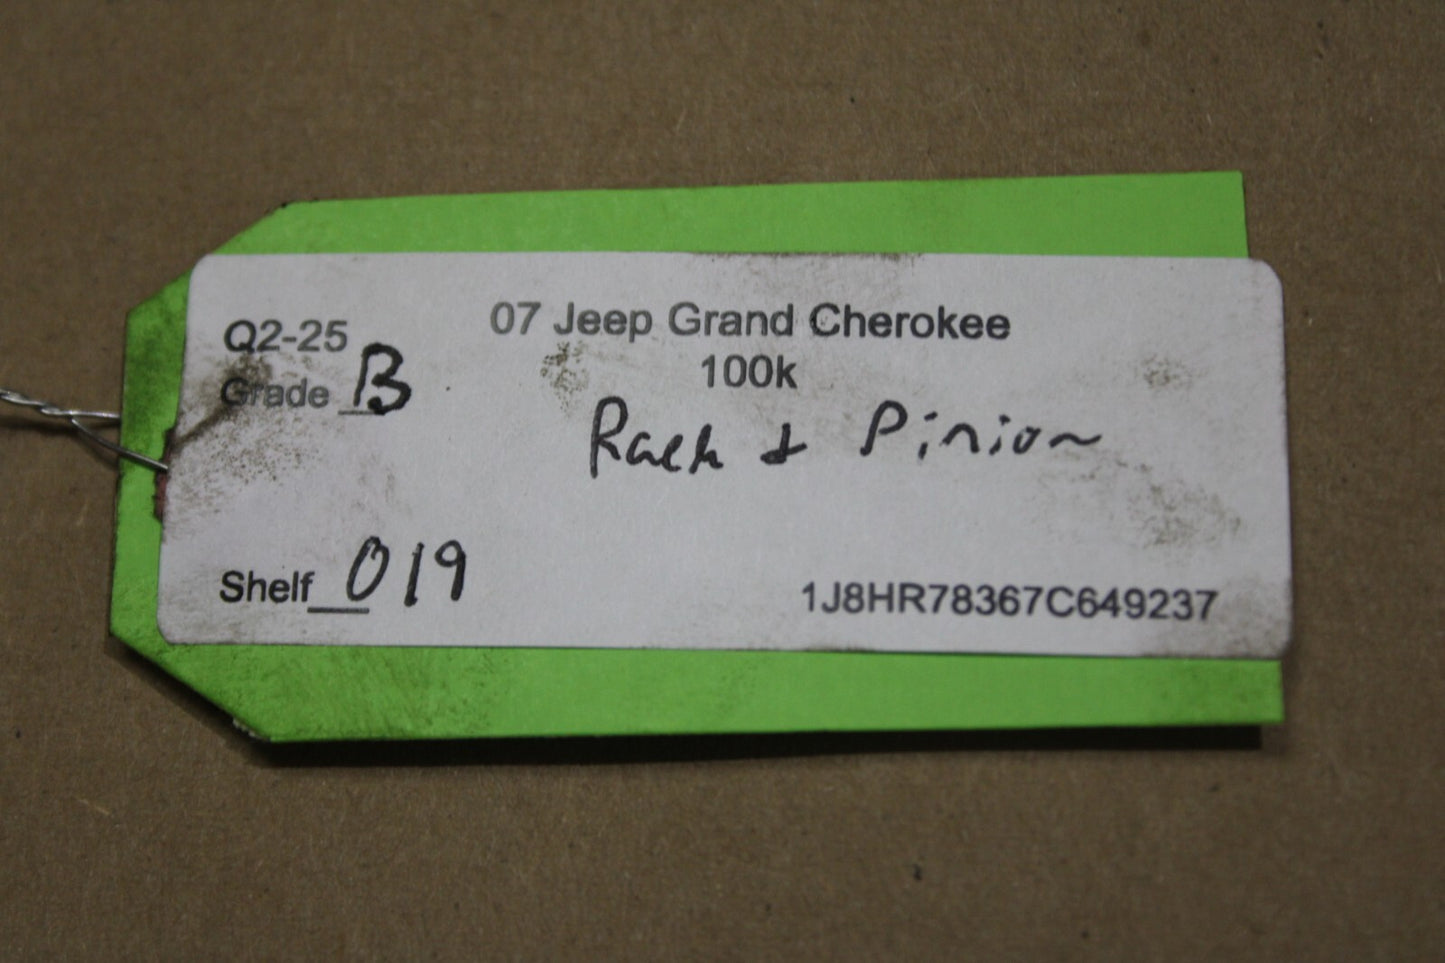 Q2-25
07 Jeep Grand Cherokee
100k
Grade B
Rack & Pinion
Shelf 019
1J8HR78367C649237